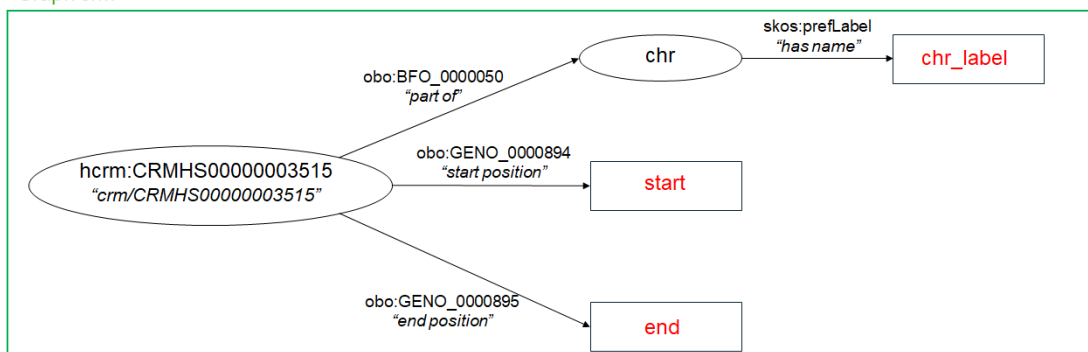 skos:prefLabel
“has name”
chr
chr_label
obo:BFO_0000050
“part of”
obo:GENO_0000894
“start position”
hcrm:CRMHS00000003515
“crm/CRMHS00000003515”
start
obo:GENO_0000895
“end position”
end